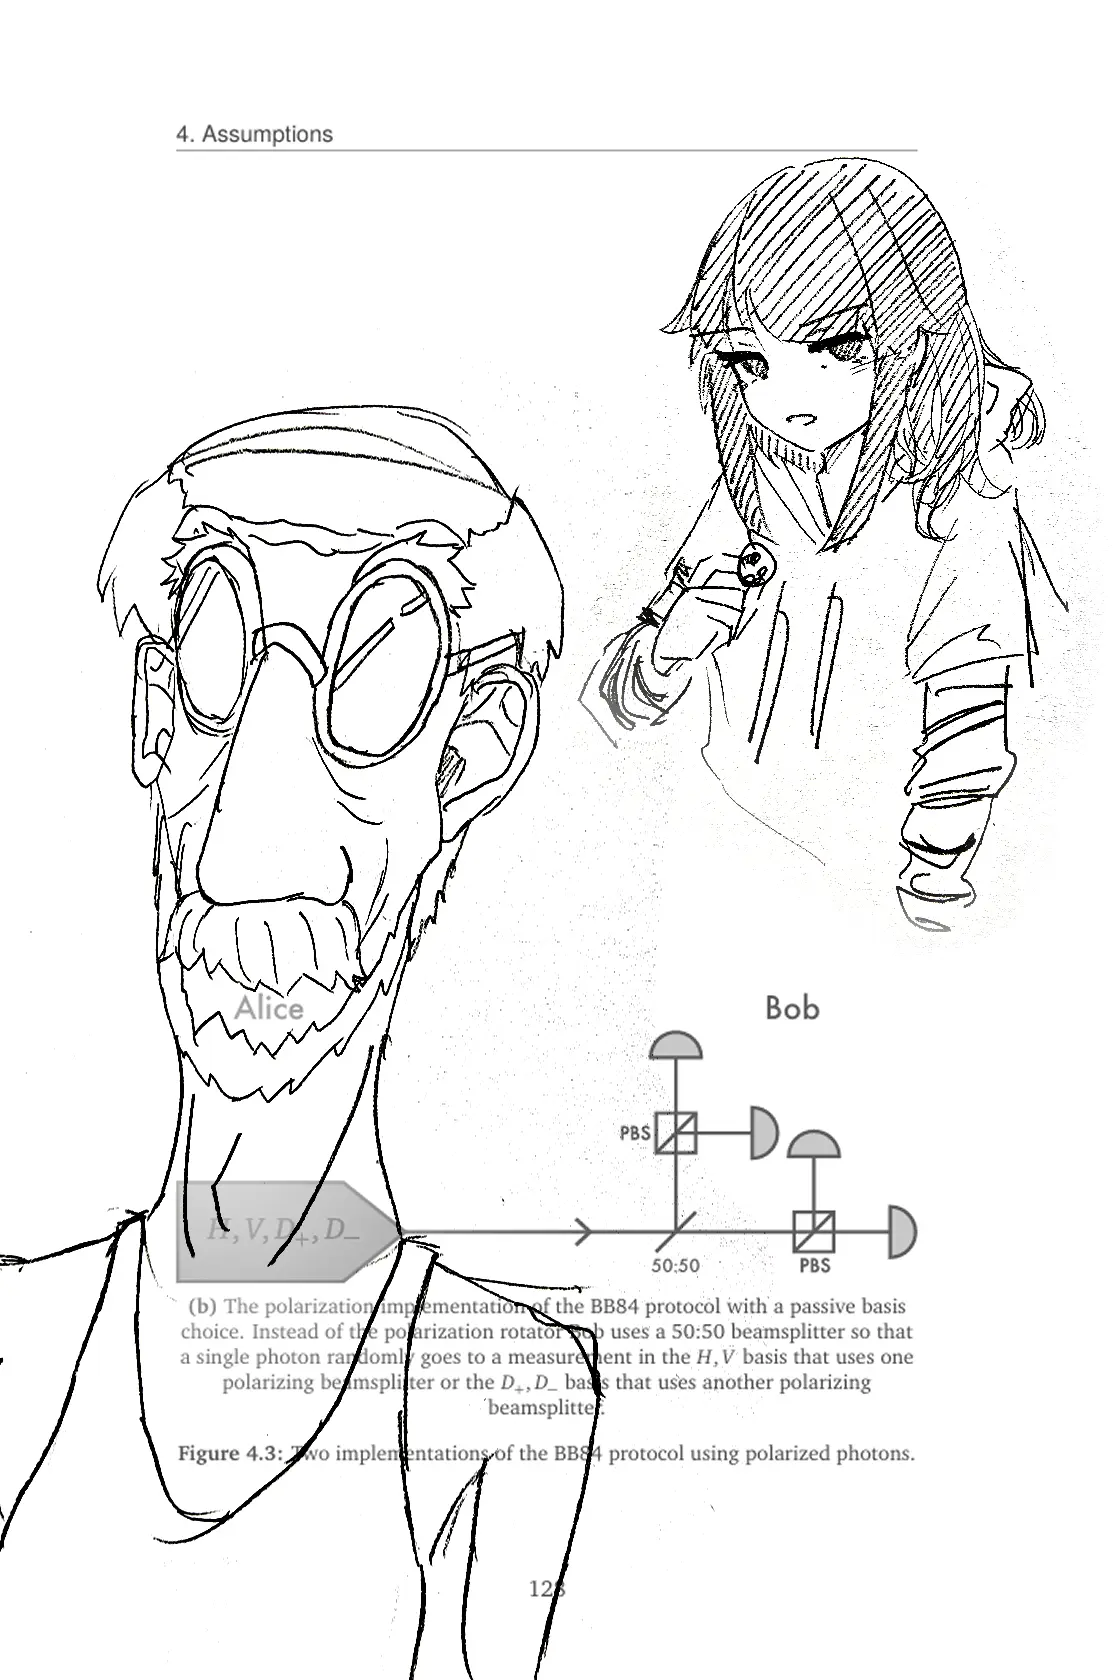 4. Assumptions
Alice
Bob
PBS
H, V, D₊, D₋
50:50
PBS
(b) The polarization implementation of the BB84 protocol with a passive basis
choice. Instead of the polarization rotator Bob uses a 50:50 beamsplitter so that
a single photon randomly goes to a measurement in the H, V basis that uses one
polarizing beamsplitter or the D₊, D₋ basis that uses another polarizing
beamsplitter.
Figure 4.3: Two implementations of the BB84 protocol using polarized photons.
128